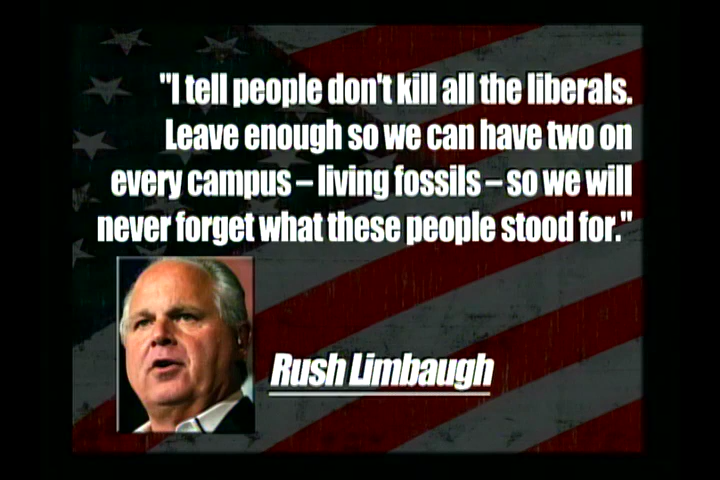 "I tell people don't kill all the liberals.
Leave enough so we can have two on
every campus – living fossils – so we will
never forget what these people stood for."
Rush Limbaugh